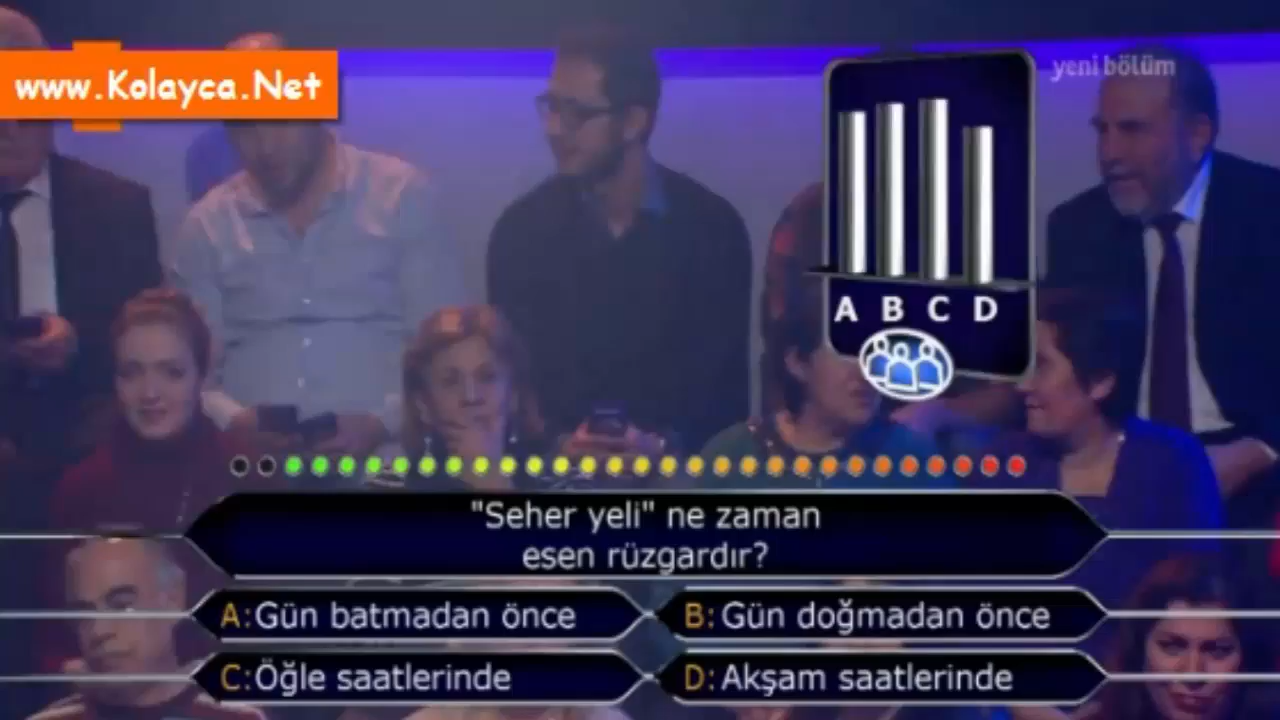 www.Kolayca.Net
yeni bölüm
A B C D
"Seher yeli" ne zaman
esen rüzgardır?
A: Gün batmadan önce
B: Gün doğmadan önce
C: Öğle saatlerinde
D: Akşam saatlerinde